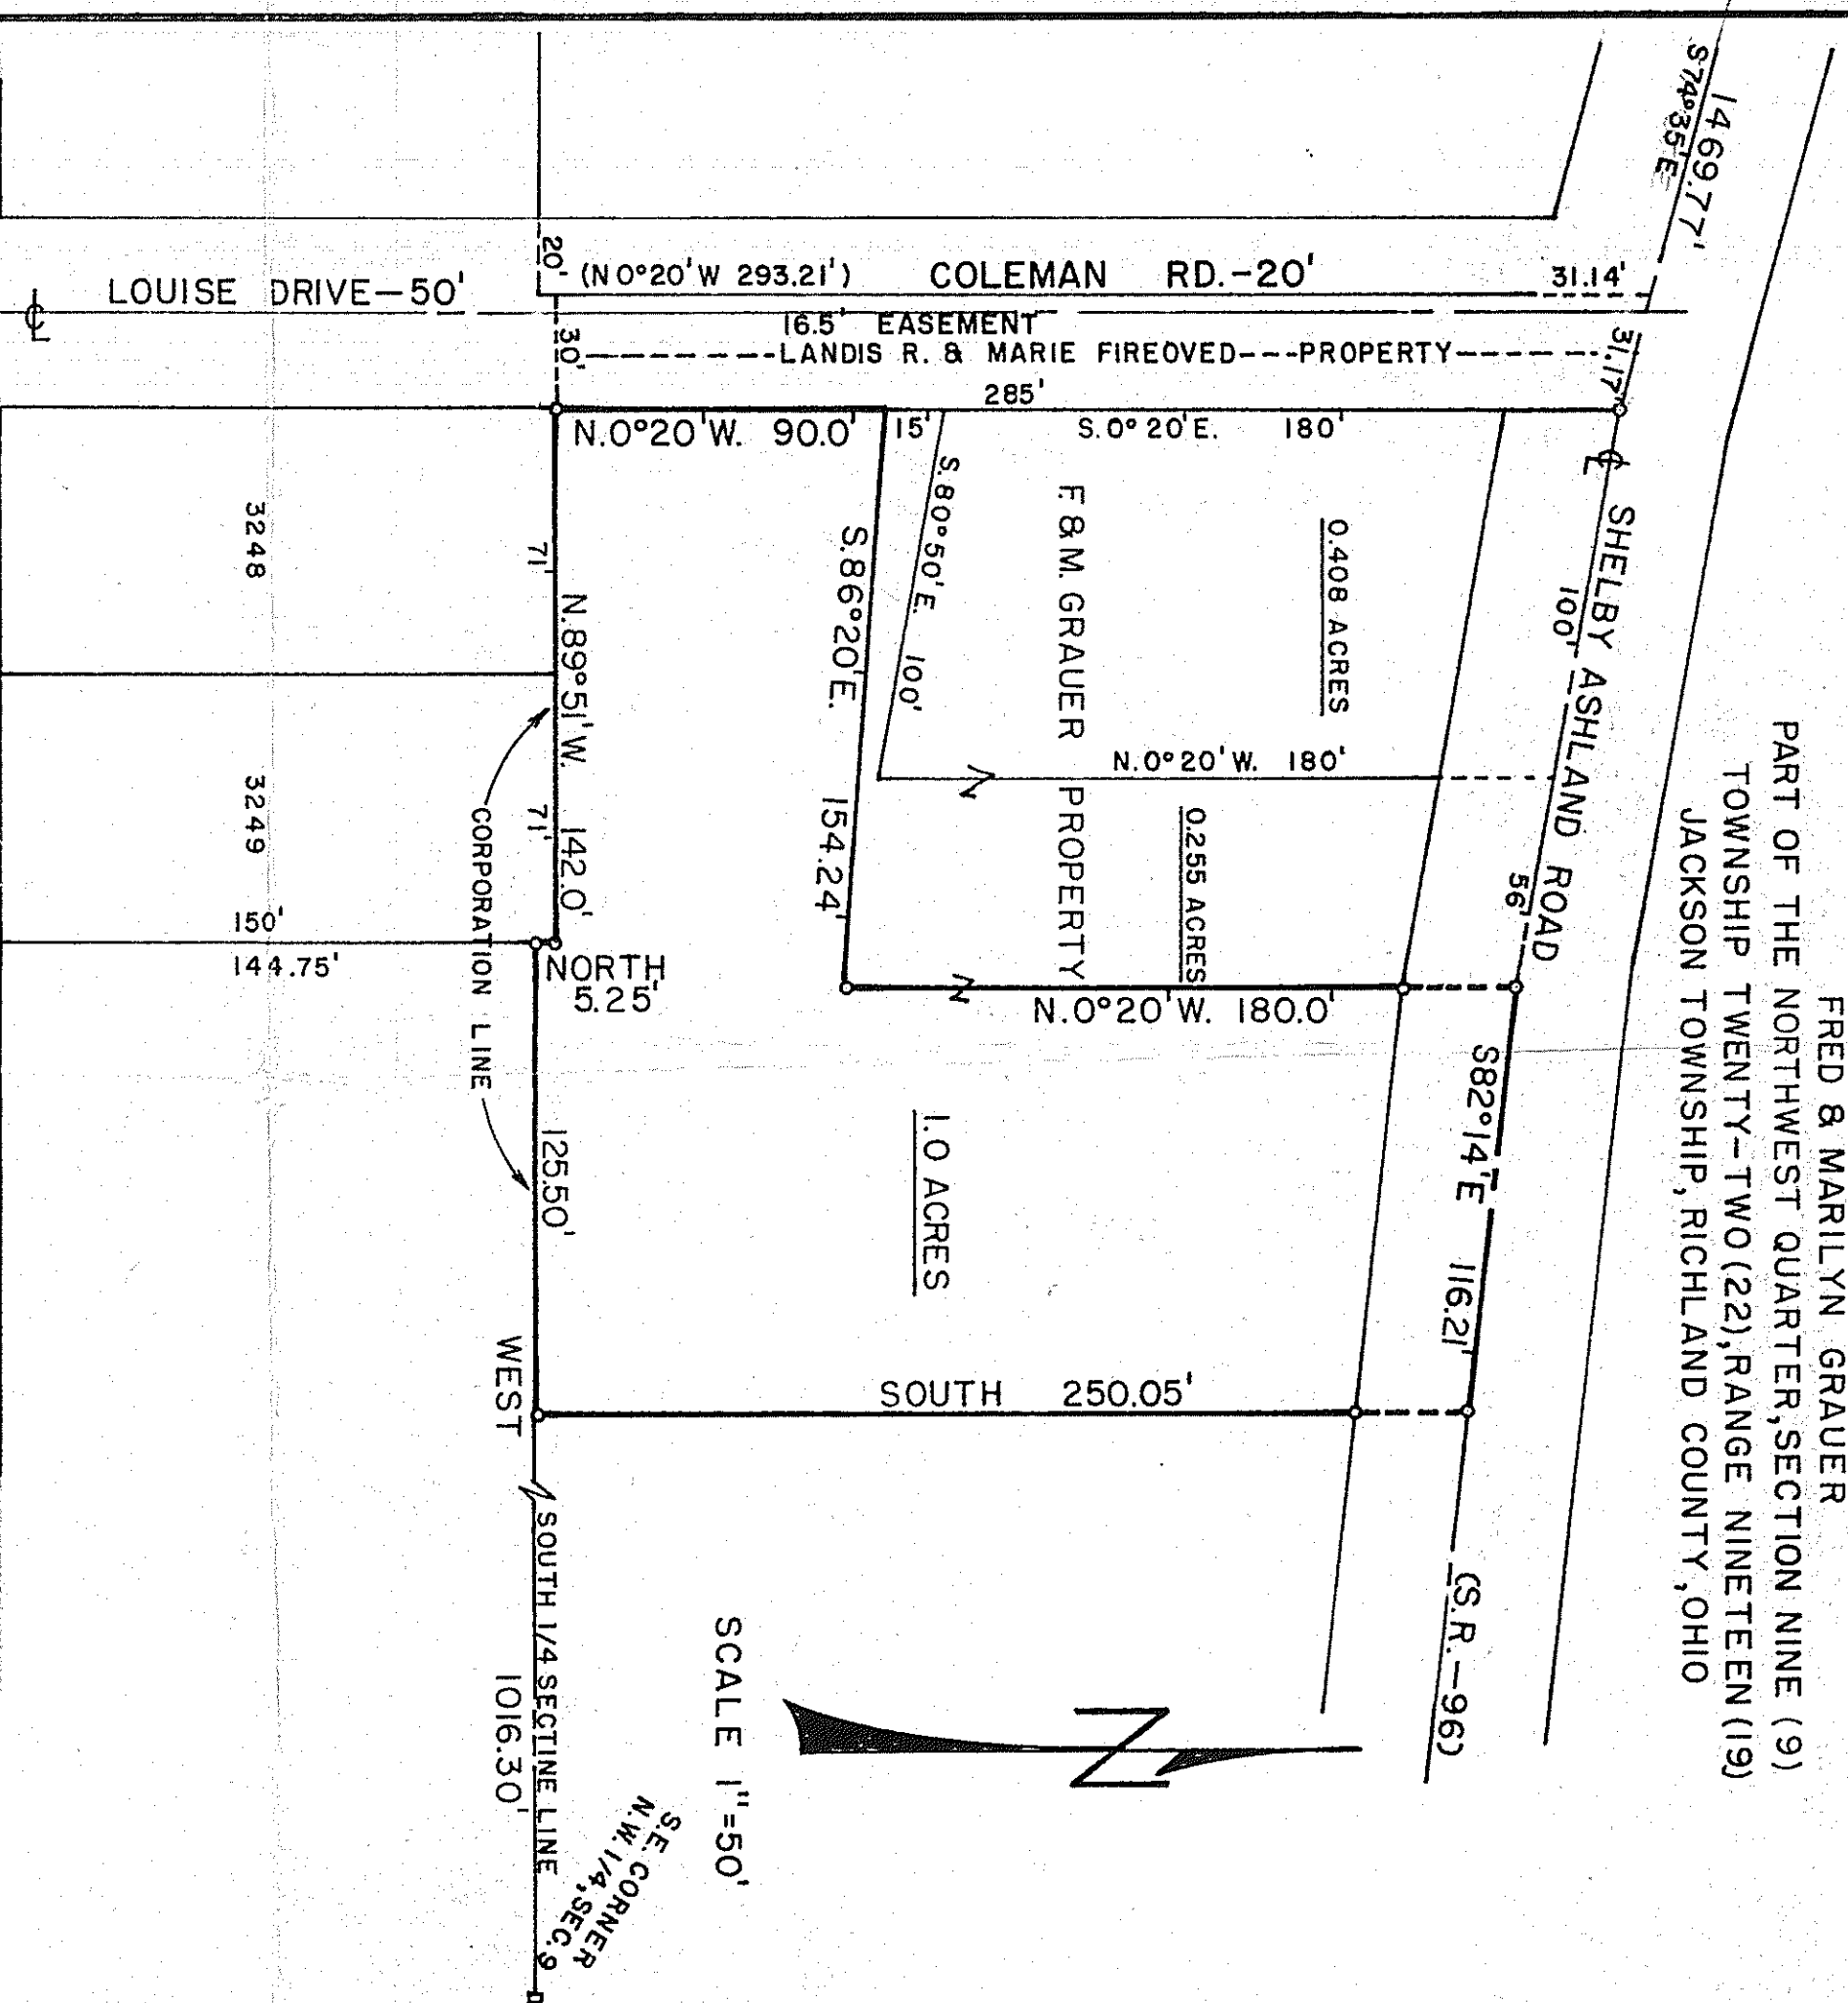 FRED & MARILYN GRAUER
PART OF THE NORTHWEST QUARTER, SECTION NINE (9)
TOWNSHIP TWENTY-TWO (22), RANGE NINETEEN (19)
JACKSON TOWNSHIP, RICHLAND COUNTY, OHIO
1469.77'
S74°35'E
31.14'
31.17'
COLEMAN RD.-20'
(N0°20'W 293.21')
20'
LOUISE DRIVE-50'
℄
16.5' EASEMENT
30'
LANDIS R. & MARIE FIREOVED---PROPERTY
285'
N.0°20'W. 90.0'
15'
S.0°20'E. 180'
℄ SHELBY ASHLAND ROAD
100'
56'
S.80°50'E. 100'
S.86°20'E. 154.24'
F.&M. GRAUER PROPERTY
0.408 ACRES
N.0°20'W. 180'
0.255 ACRES
N.0°20'W. 180.0'
S82°14'E 116.21'
(S.R.-96)
3248
71'
N.89°51'W. 142.0'
3249
71'
CORPORATION LINE
150'
144.75'
NORTH
5.25'
125.50'
WEST
1.0 ACRES
SOUTH 250.05'
SOUTH 1/4 SECTINE LINE
1016.30'
S.E. CORNER
N.W. 1/4, SEC. 9
SCALE 1"=50'
N